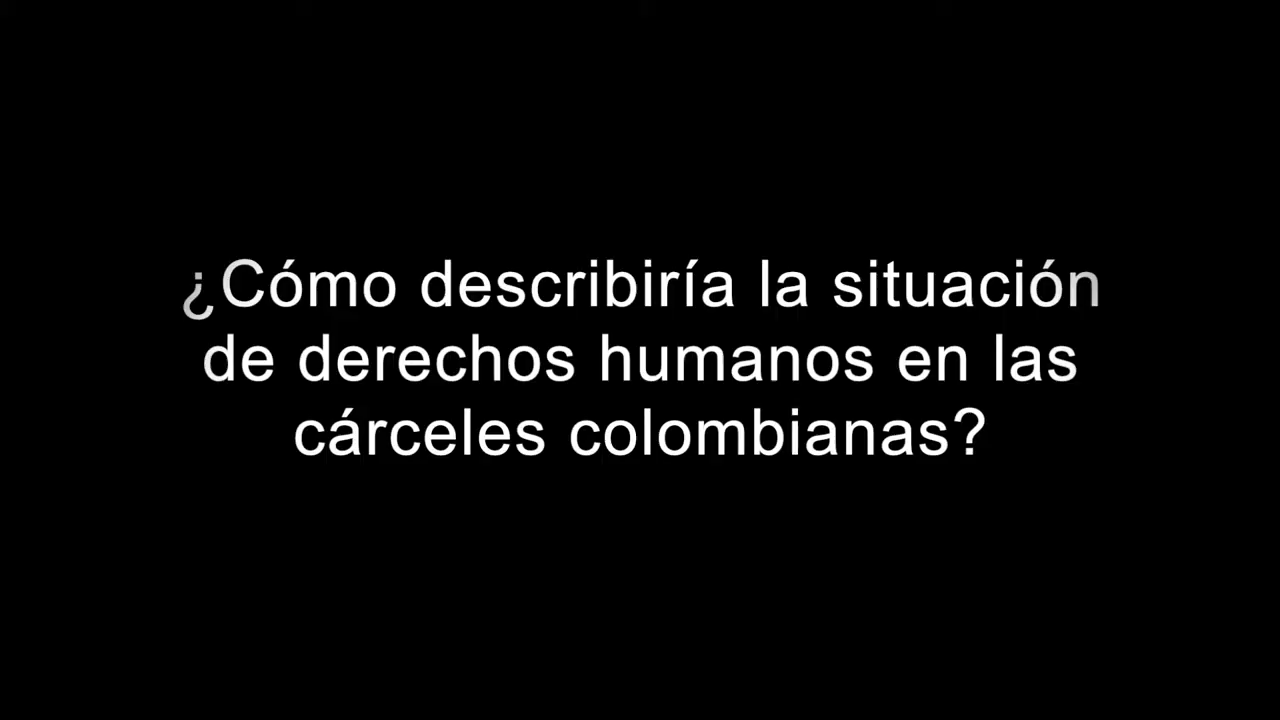 ¿Cómo describiría la situación
de derechos humanos en las
cárceles colombianas?